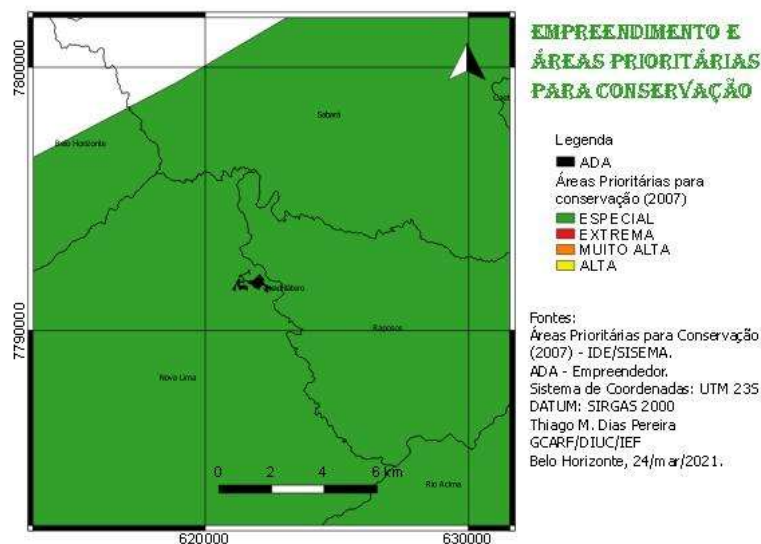 EMPREENDIMENTO E
ÁREAS PRIORITÁRIAS
PARA CONSERVAÇÃO
7800000
7790000
Sabará
Belo Horizonte
Raposos
Nova Lima
Rio Acima
0 2 4 6 km
620000
630000
Legenda
ADA
Áreas Prioritárias para
conservação (2007)
ESPECIAL
EXTREMA
MUITO ALTA
ALTA
Fontes:
Áreas Prioritárias para Conservação
(2007) - IDE/SISEMA.
ADA - Empreendedor.
Sistema de Coordenadas: UTM 23S
DATUM: SIRGAS 2000
Thiago M. Dias Pereira
GCARF/DIUC/IEF
Belo Horizonte, 24/mar/2021.